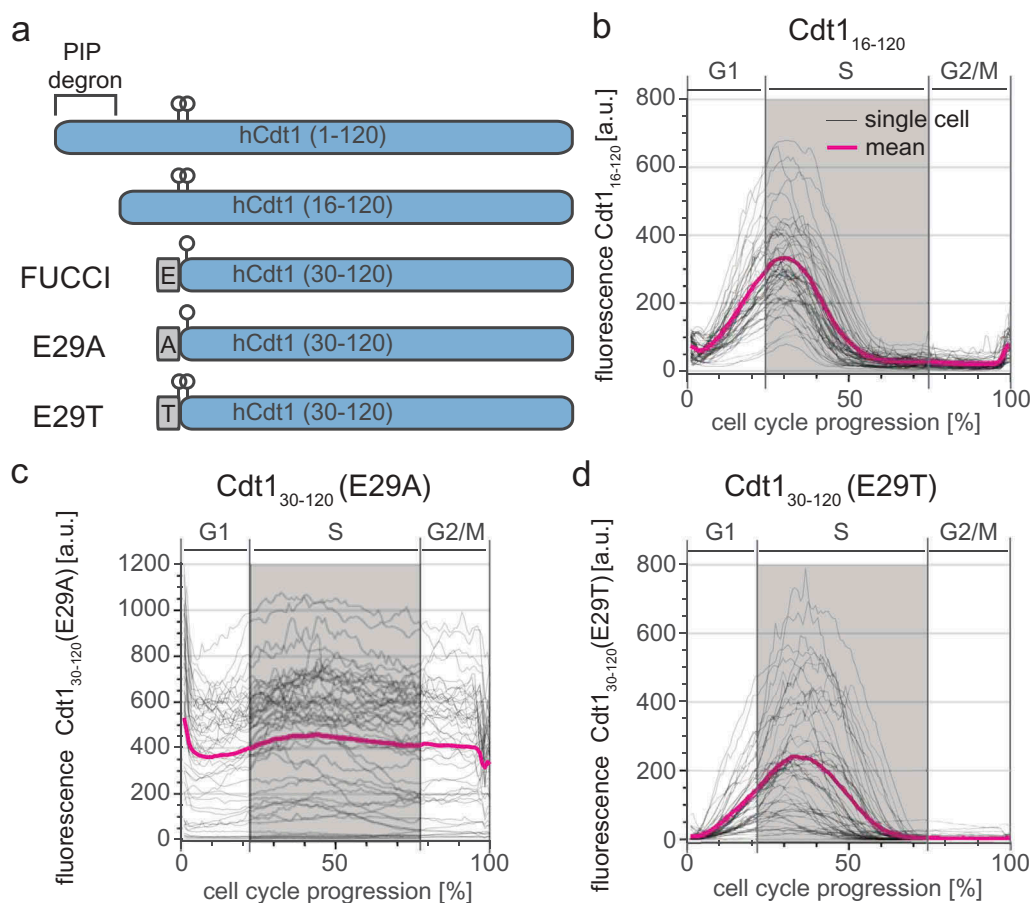 a
PIP
degron
hCdt1 (1-120)
hCdt1 (16-120)
FUCCI
E
hCdt1 (30-120)
E29A
A
hCdt1 (30-120)
E29T
T
hCdt1 (30-120)
b
Cdt1₁₆₋₁₂₀
G1
S
G2/M
single cell
mean
fluorescence Cdt1₁₆₋₁₂₀ [a.u.]
800
600
400
200
0
0
50
100
cell cycle progression [%]
c
Cdt1₃₀₋₁₂₀ (E29A)
G1
S
G2/M
fluorescence Cdt1₃₀₋₁₂₀(E29A) [a.u.]
1200
1000
800
600
400
200
0
0
50
100
cell cycle progression [%]
d
Cdt1₃₀₋₁₂₀ (E29T)
G1
S
G2/M
fluorescence Cdt1₃₀₋₁₂₀(E29T) [a.u.]
800
600
400
200
0
0
50
100
cell cycle progression [%]